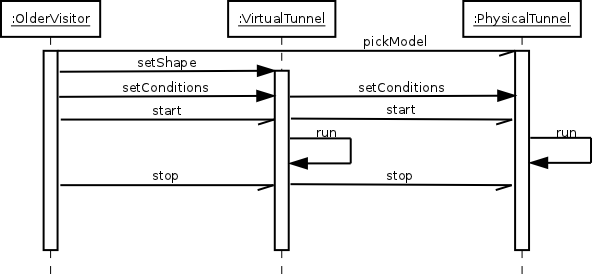 :OlderVisitor
:VirtualTunnel
:PhysicalTunnel
pickModel
setShape
setConditions
setConditions
start
start
run
run
stop
stop